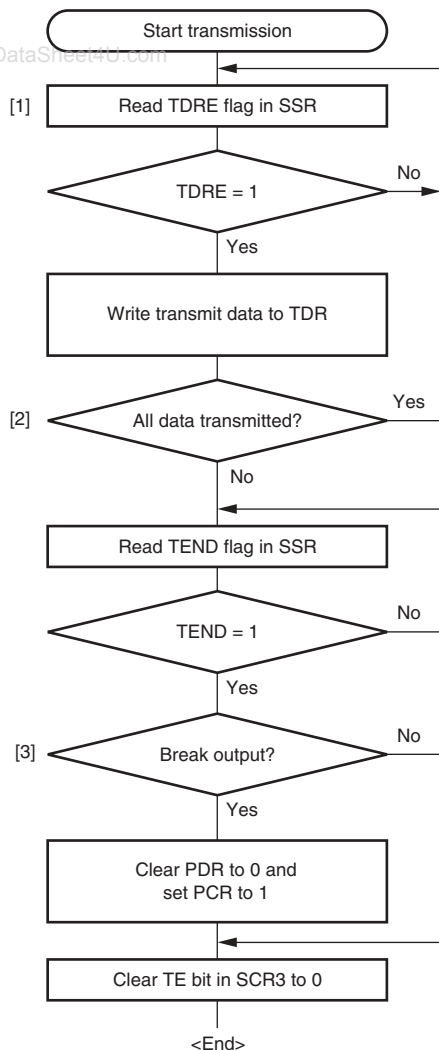 Start transmission
DataSheet4U.com
[1] Read TDRE flag in SSR
No
TDRE = 1
Yes
Write transmit data to TDR
[2] All data transmitted? Yes
No
Read TEND flag in SSR
No
TEND = 1
Yes
No
[3] Break output?
Yes
Clear PDR to 0 and
set PCR to 1
Clear TE bit in SCR3 to 0
<End>